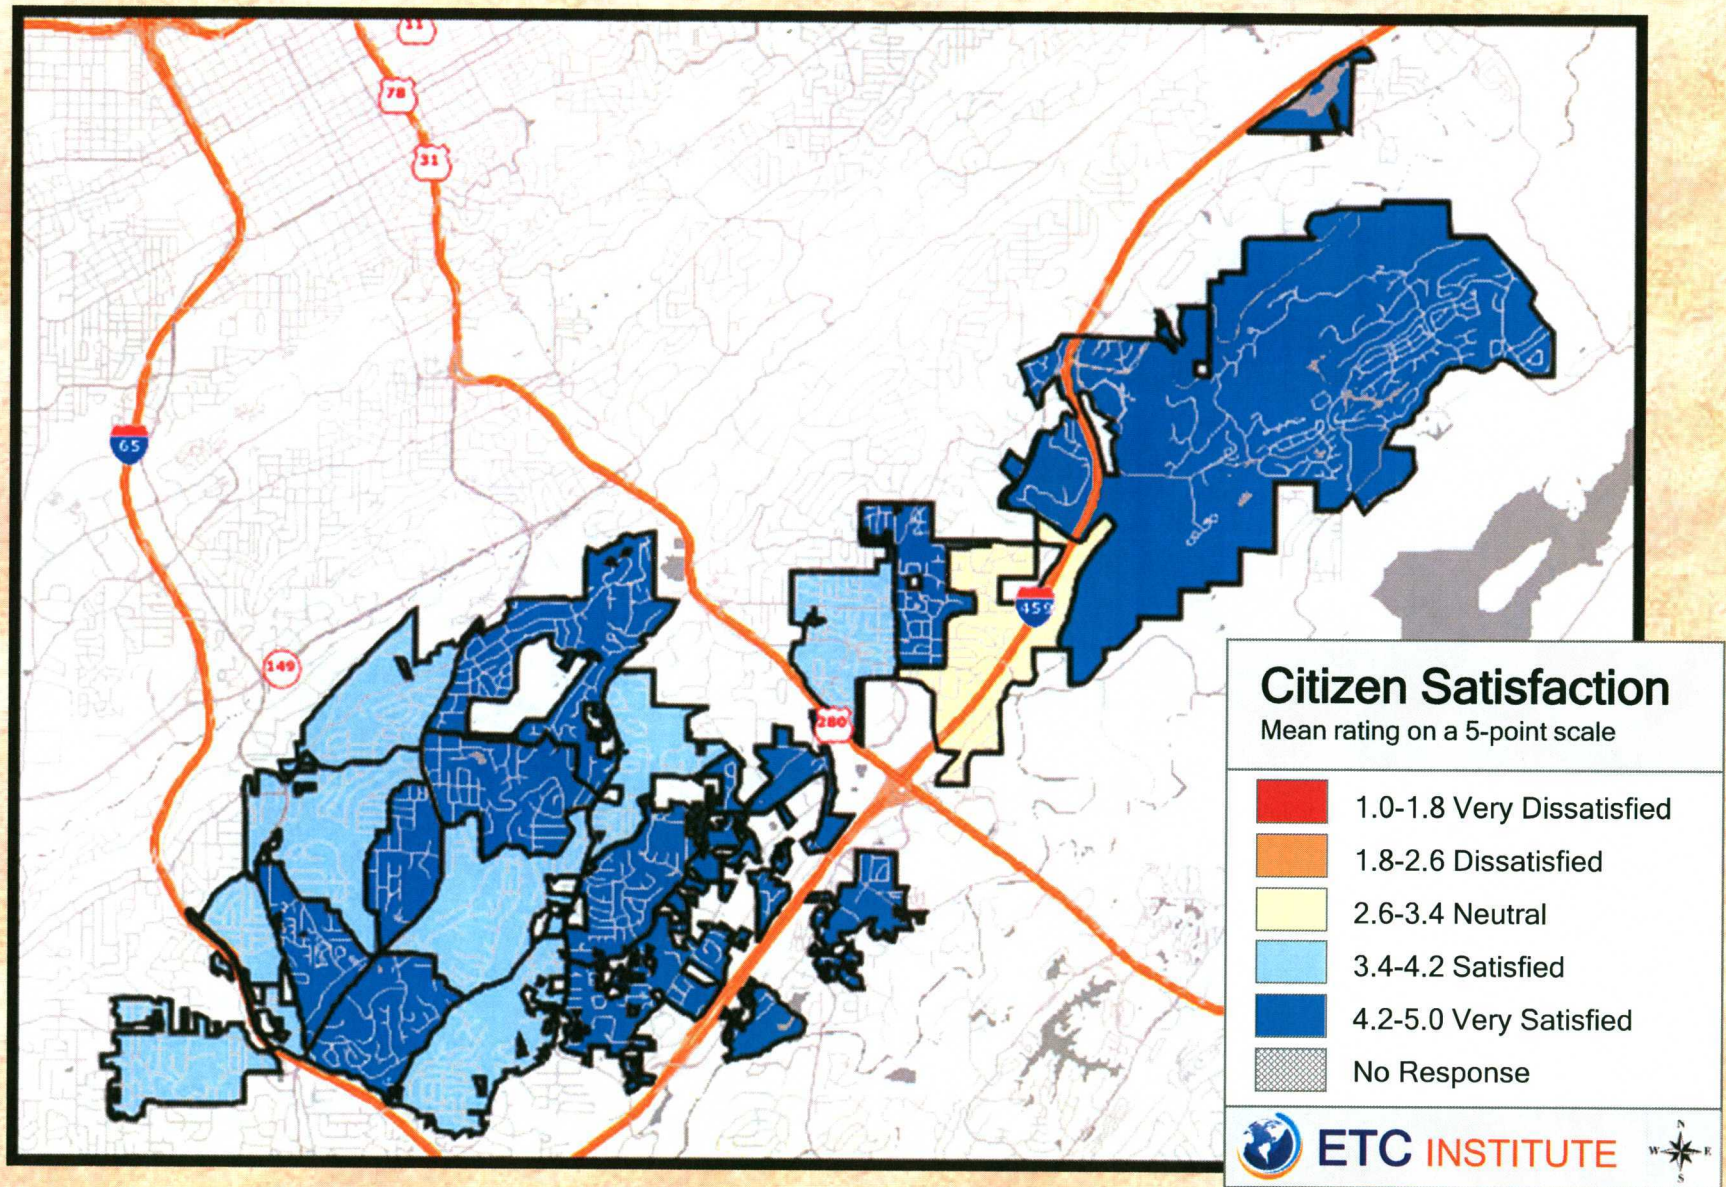 11
78
31
65
149
280
459
Citizen Satisfaction
Mean rating on a 5-point scale
1.0-1.8 Very Dissatisfied
1.8-2.6 Dissatisfied
2.6-3.4 Neutral
3.4-4.2 Satisfied
4.2-5.0 Very Satisfied
No Response
ETC INSTITUTE
N
W E
S